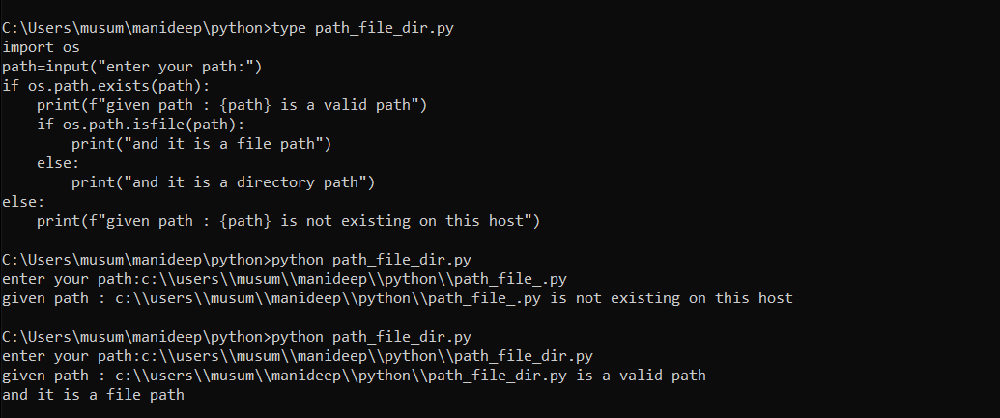 C:\Users\musum\manideep\python>type path_file_dir.py
import os
path=input("enter your path:")
if os.path.exists(path):
    print(f"given path : {path} is a valid path")
    if os.path.isfile(path):
        print("and it is a file path")
    else:
        print("and it is a directory path")
else:
    print(f"given path : {path} is not existing on this host")
C:\Users\musum\manideep\python>python path_file_dir.py
enter your path:c:\\users\\musum\\manideep\\python\\path_file_.py
given path : c:\\users\\musum\\manideep\\python\\path_file_.py is not existing on this host
C:\Users\musum\manideep\python>python path_file_dir.py
enter your path:c:\\users\\musum\\manideep\\python\\path_file_dir.py
given path : c:\\users\\musum\\manideep\\python\\path_file_dir.py is a valid path
and it is a file path